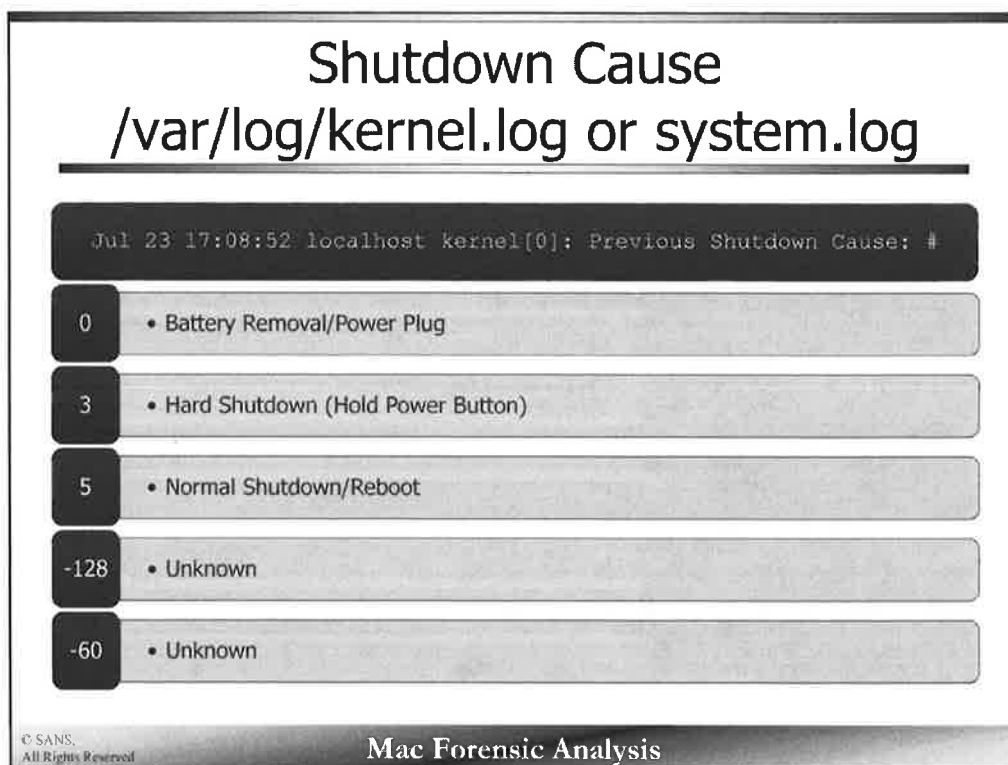 Shutdown Cause
/var/log/kernel.log or system.log
Jul 23 17:08:52 localhost kernel[0]: Previous Shutdown Cause: #
0 • Battery Removal/Power Plug
3 • Hard Shutdown (Hold Power Button)
5 • Normal Shutdown/Reboot
-128 • Unknown
-60 • Unknown
© SANS,
All Rights Reserved
Mac Forensic Analysis